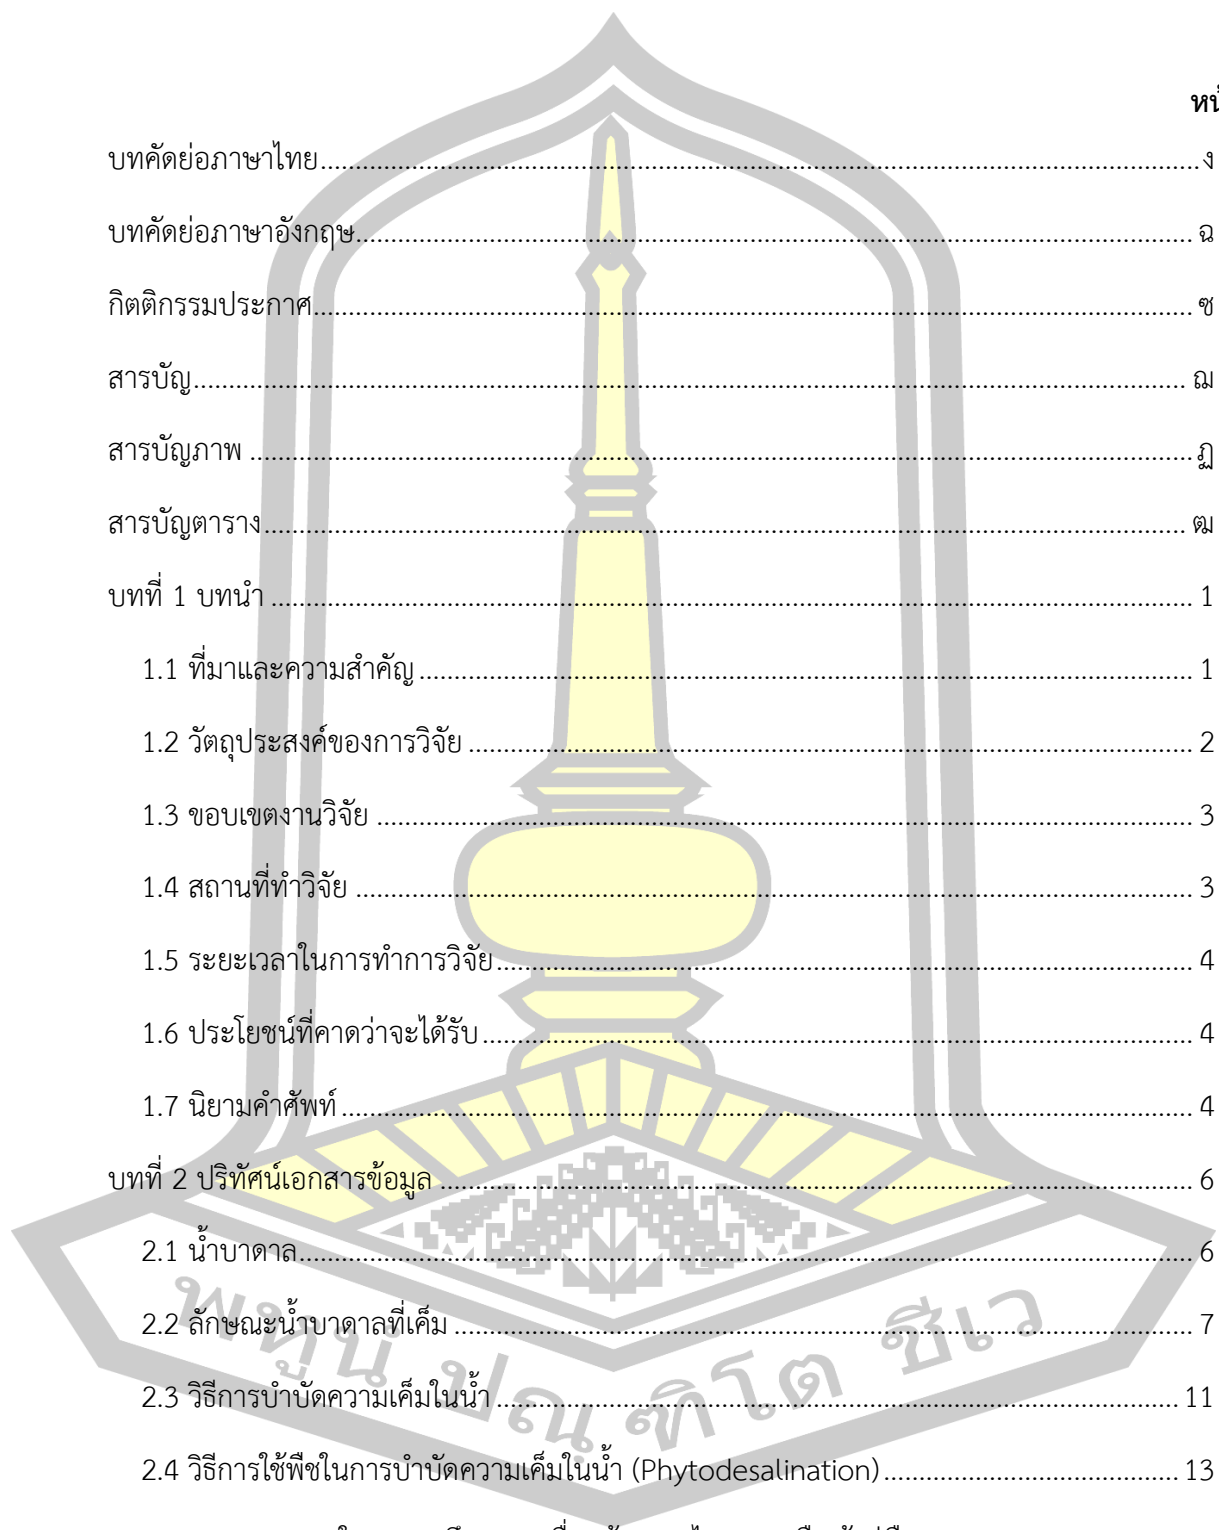 บทคัดย่อภาษาไทย ง
บทคัดย่อภาษาอังกฤษ ฉ
กิตติกรรมประกาศ ซ
สารบัญ ฌ
สารบัญภาพ ฏ
สารบัญตาราง ฒ
บทที่ 1 บทนำ 1
1.1 ที่มาและความสำคัญ 1
1.2 วัตถุประสงค์ของการวิจัย 2
1.3 ขอบเขตงานวิจัย 3
1.4 สถานที่ทำวิจัย 3
1.5 ระยะเวลาในการทำการวิจัย 4
1.6 ประโยชน์ที่คาดว่าจะได้รับ 4
1.7 นิยามคำศัพท์ 4
บทที่ 2 ปริทัศน์เอกสารข้อมูล 6
2.1 น้ำบาดาล 6
2.2 ลักษณะน้ำบาดาลที่เค็ม 7
2.3 วิธีการบำบัดความเค็มในน้ำ 11
2.4 วิธีการใช้พืชในการบำบัดความเค็มในน้ำ (Phytodesalination) 13
พหูนํ ปณฺฑิโต ชีเว